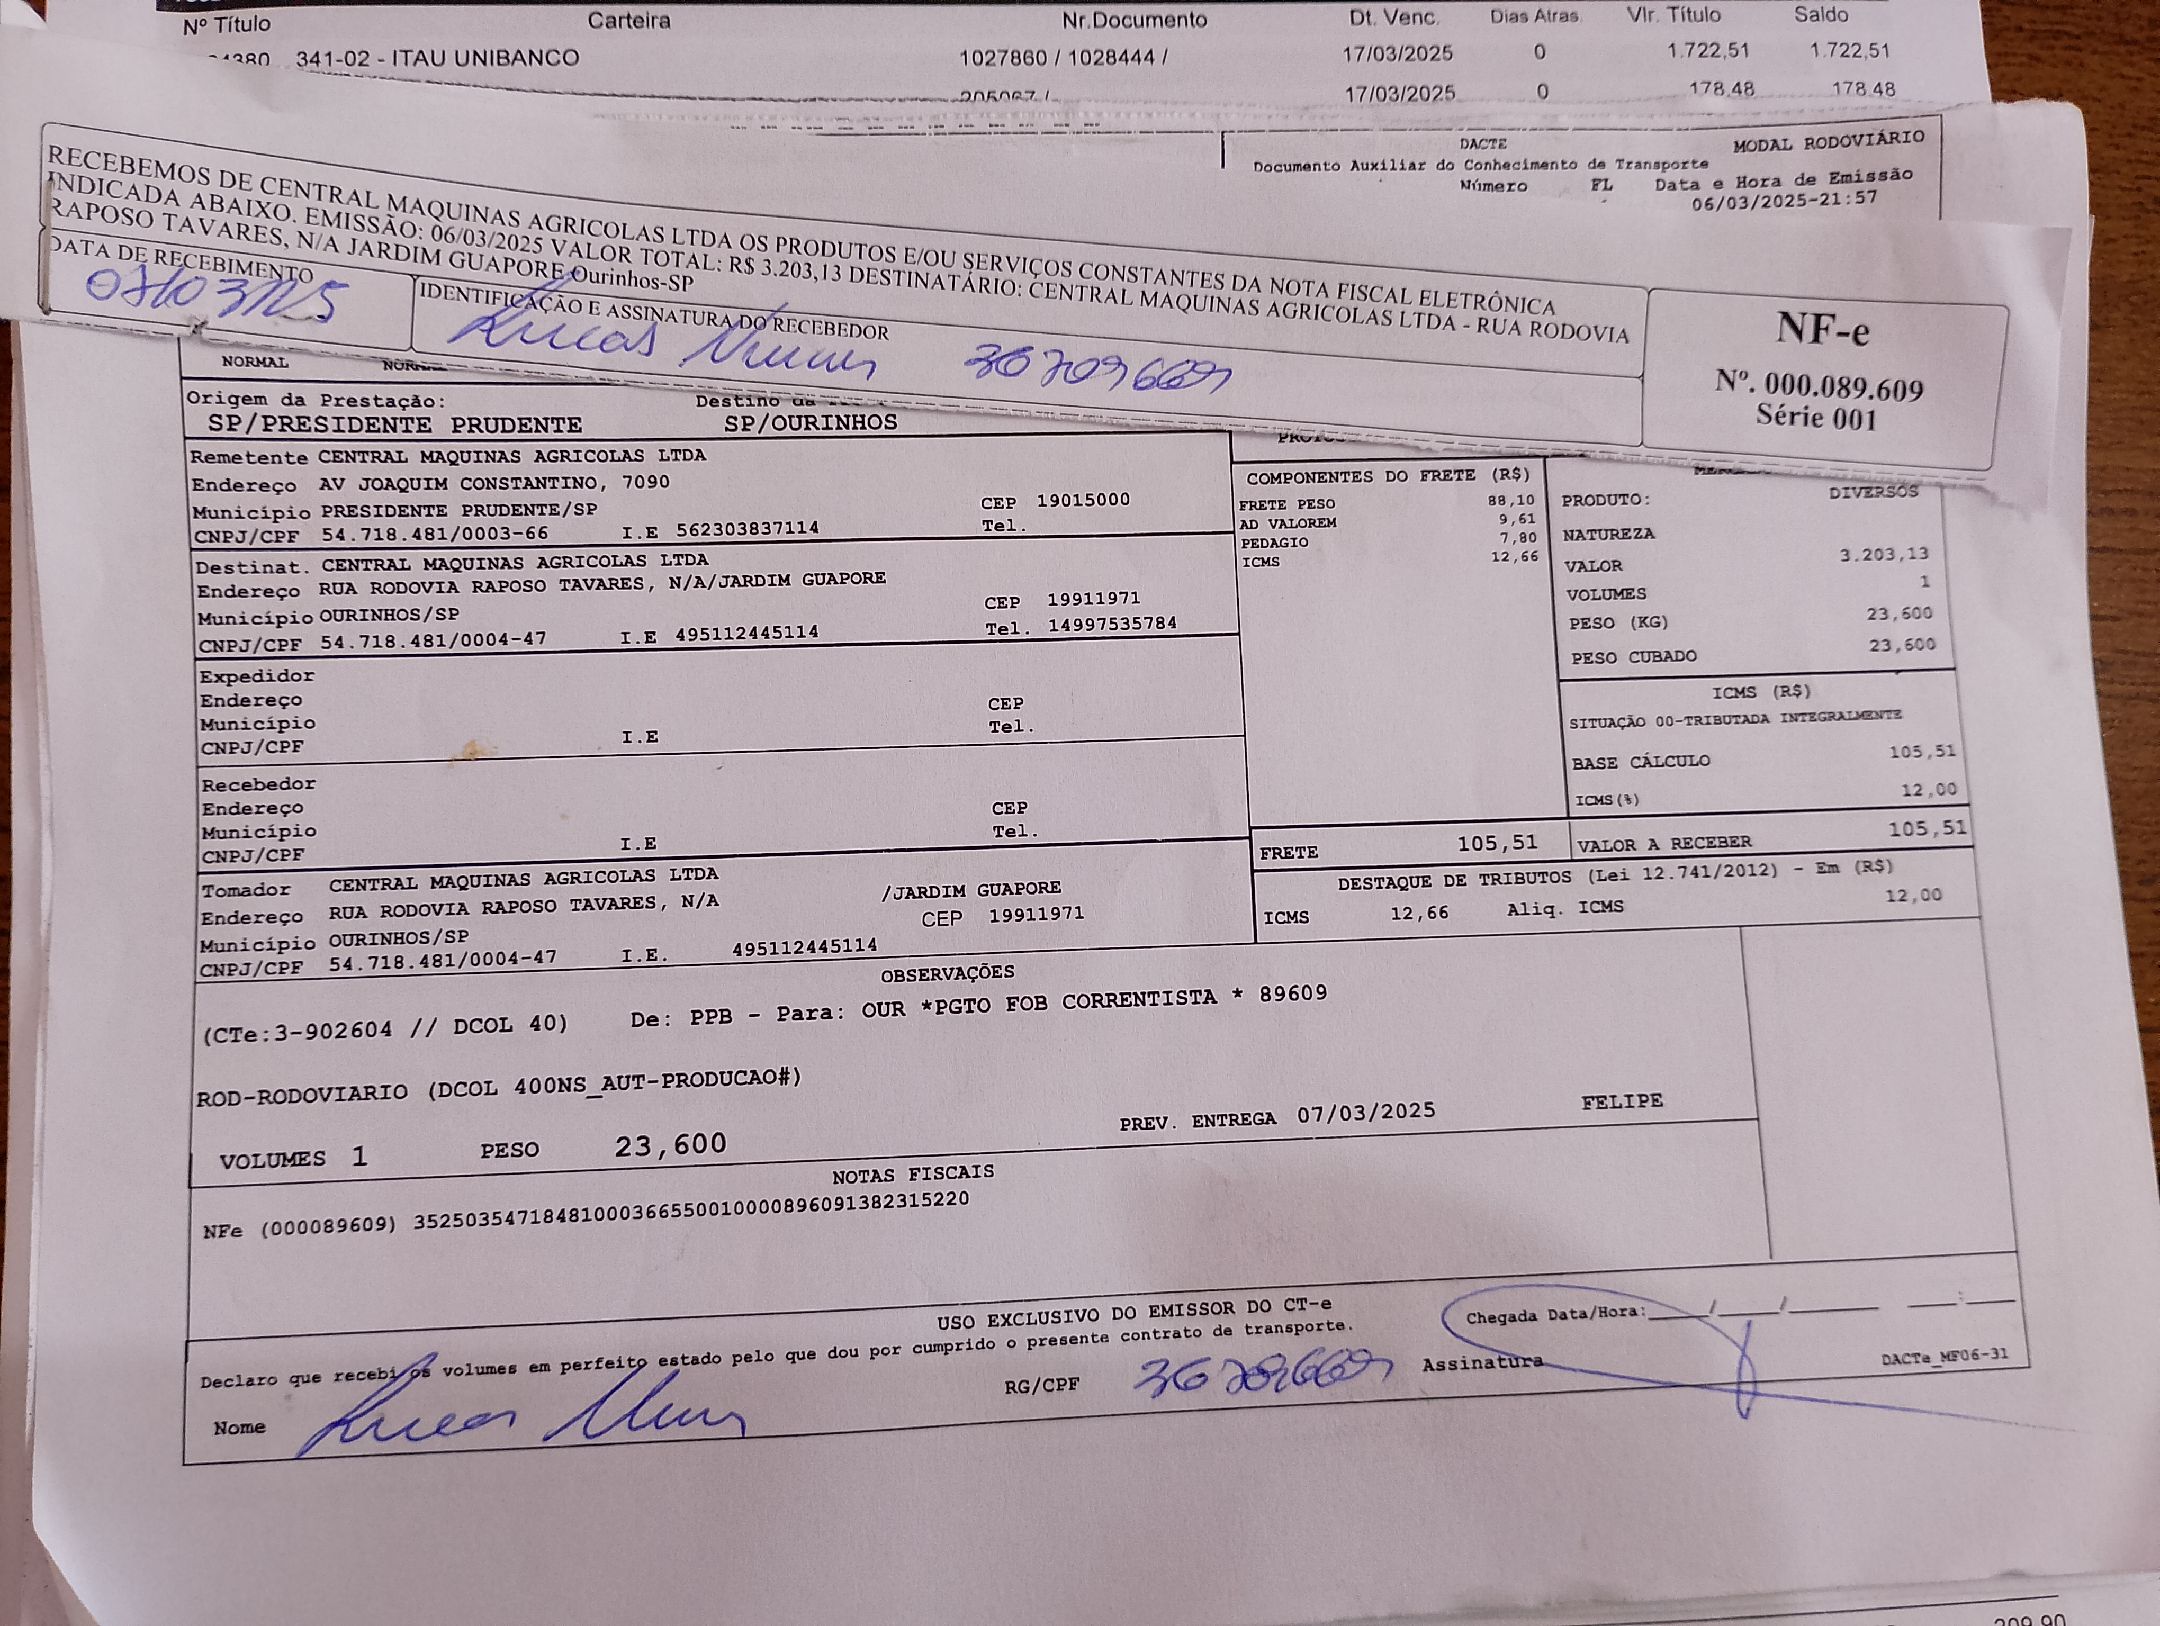 Nº Título Carteira Nr.Documento Dt. Venc. Dias Atras. Vlr. Título Saldo
341-02 - ITAU UNIBANCO 1027860 / 1028444 / 17/03/2025 0 1.722,51 1.722,51
17/03/2025 0 178,48 178,48
DACTE MODAL RODOVIÁRIO
Documento Auxiliar do Conhecimento de Transporte
Número FL Data e Hora de Emissão
06/03/2025-21:57
RECEBEMOS DE CENTRAL MAQUINAS AGRICOLAS LTDA OS PRODUTOS E/OU SERVIÇOS CONSTANTES DA NOTA FISCAL ELETRÔNICA
INDICADA ABAIXO. EMISSÃO: 06/03/2025 VALOR TOTAL: R$ 3.203,13 DESTINATÁRIO: CENTRAL MAQUINAS AGRICOLAS LTDA - RUA RODOVIA
RAPOSO TAVARES, N/A JARDIM GUAPORE Ourinhos-SP
DATA DE RECEBIMENTO
IDENTIFICAÇÃO E ASSINATURA DO RECEBEDOR
Lucas
NF-e
Nº. 000.089.609
Série 001
NORMAL
Origem da Prestação: Destino
SP/PRESIDENTE PRUDENTE SP/OURINHOS
Remetente CENTRAL MAQUINAS AGRICOLAS LTDA
Endereço AV JOAQUIM CONSTANTINO, 7090
Município PRESIDENTE PRUDENTE/SP CEP 19015000
CNPJ/CPF 54.718.481/0003-66 I.E 562303837114 Tel.
Destinat. CENTRAL MAQUINAS AGRICOLAS LTDA
Endereço RUA RODOVIA RAPOSO TAVARES, N/A/JARDIM GUAPORE
Município OURINHOS/SP CEP 19911971
CNPJ/CPF 54.718.481/0004-47 I.E 495112445114 Tel. 14997535784
Expedidor
Endereço
Município CEP
CNPJ/CPF I.E Tel.
Recebedor
Endereço
Município CEP
CNPJ/CPF I.E Tel.
Tomador CENTRAL MAQUINAS AGRICOLAS LTDA
Endereço RUA RODOVIA RAPOSO TAVARES, N/A /JARDIM GUAPORE
Município OURINHOS/SP CEP 19911971
CNPJ/CPF 54.718.481/0004-47 I.E. 495112445114
COMPONENTES DO FRETE (R$)
FRETE PESO 88,10
AD VALOREM 9,61
PEDAGIO 7,80
ICMS 12,66
PRODUTO: DIVERSOS
NATUREZA
VALOR 3.203,13
VOLUMES 1
PESO (KG) 23,600
PESO CUBADO 23,600
ICMS (R$)
SITUAÇÃO 00-TRIBUTADA INTEGRALMENTE
BASE CÁLCULO 105,51
ICMS(%) 12,00
FRETE 105,51 VALOR A RECEBER 105,51
DESTAQUE DE TRIBUTOS (Lei 12.741/2012) - Em (R$)
ICMS 12,66 Aliq. ICMS 12,00
OBSERVAÇÕES
(CTe:3-902604 // DCOL 40) De: PPB - Para: OUR *PGTO FOB CORRENTISTA * 89609
ROD-RODOVIARIO (DCOL 400NS_AUT-PRODUCAO#)
VOLUMES 1 PESO 23,600 PREV. ENTREGA 07/03/2025 FELIPE
NOTAS FISCAIS
NFe (000089609) 35250354718481000366550010000896091382315220
USO EXCLUSIVO DO EMISSOR DO CT-e
Declaro que recebi os volumes em perfeito estado pelo que dou por cumprido o presente contrato de transporte.
Chegada Data/Hora:____/____/______ ___:___
Nome Lucas RG/CPF Assinatura DACTe_MF06-31
209,90